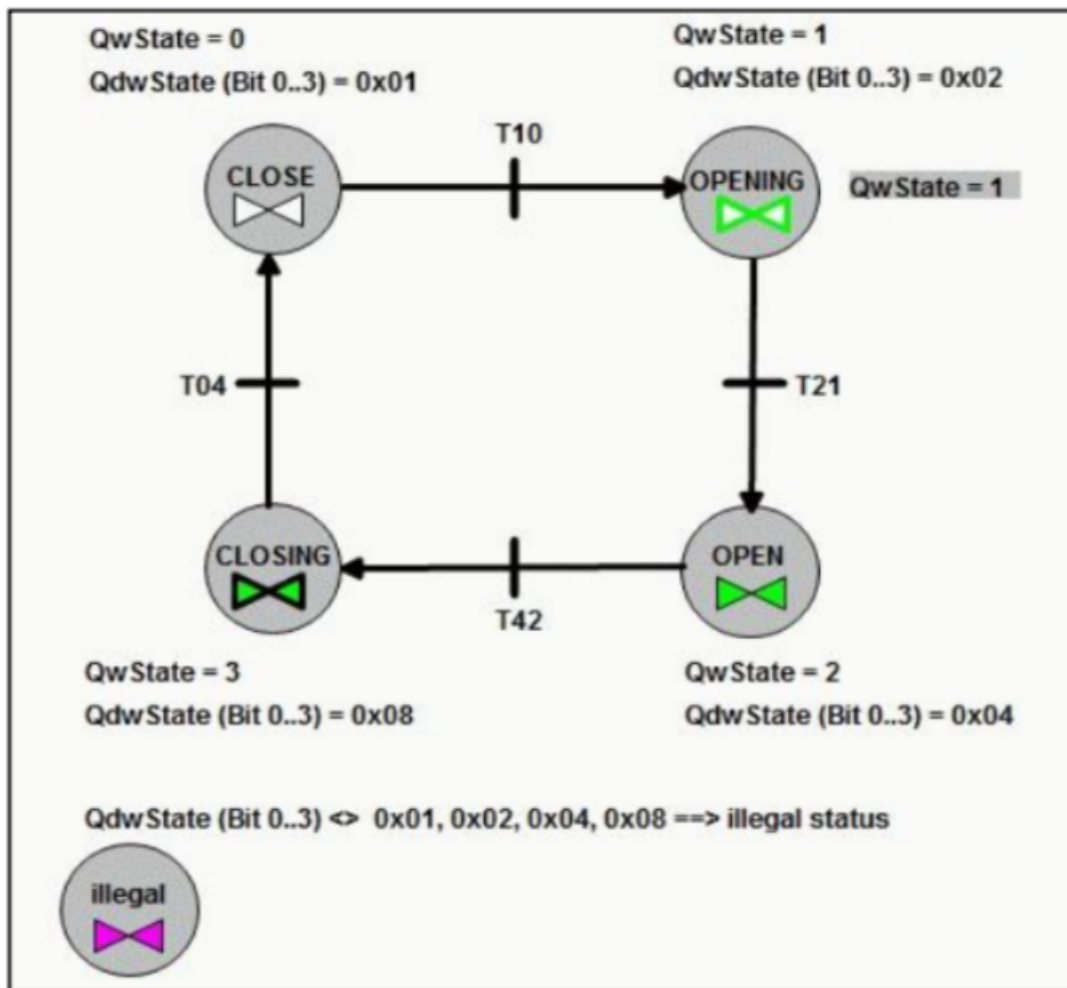 QwState = 0
QdwState (Bit 0..3) = 0x01
QwState = 1
QdwState (Bit 0..3) = 0x02
T10
CLOSE
OPENING
QwState = 1
T04
T21
CLOSING
OPEN
T42
QwState = 3
QdwState (Bit 0..3) = 0x08
QwState = 2
QdwState (Bit 0..3) = 0x04
QdwState (Bit 0..3) <> 0x01, 0x02, 0x04, 0x08 ==> illegal status
illegal